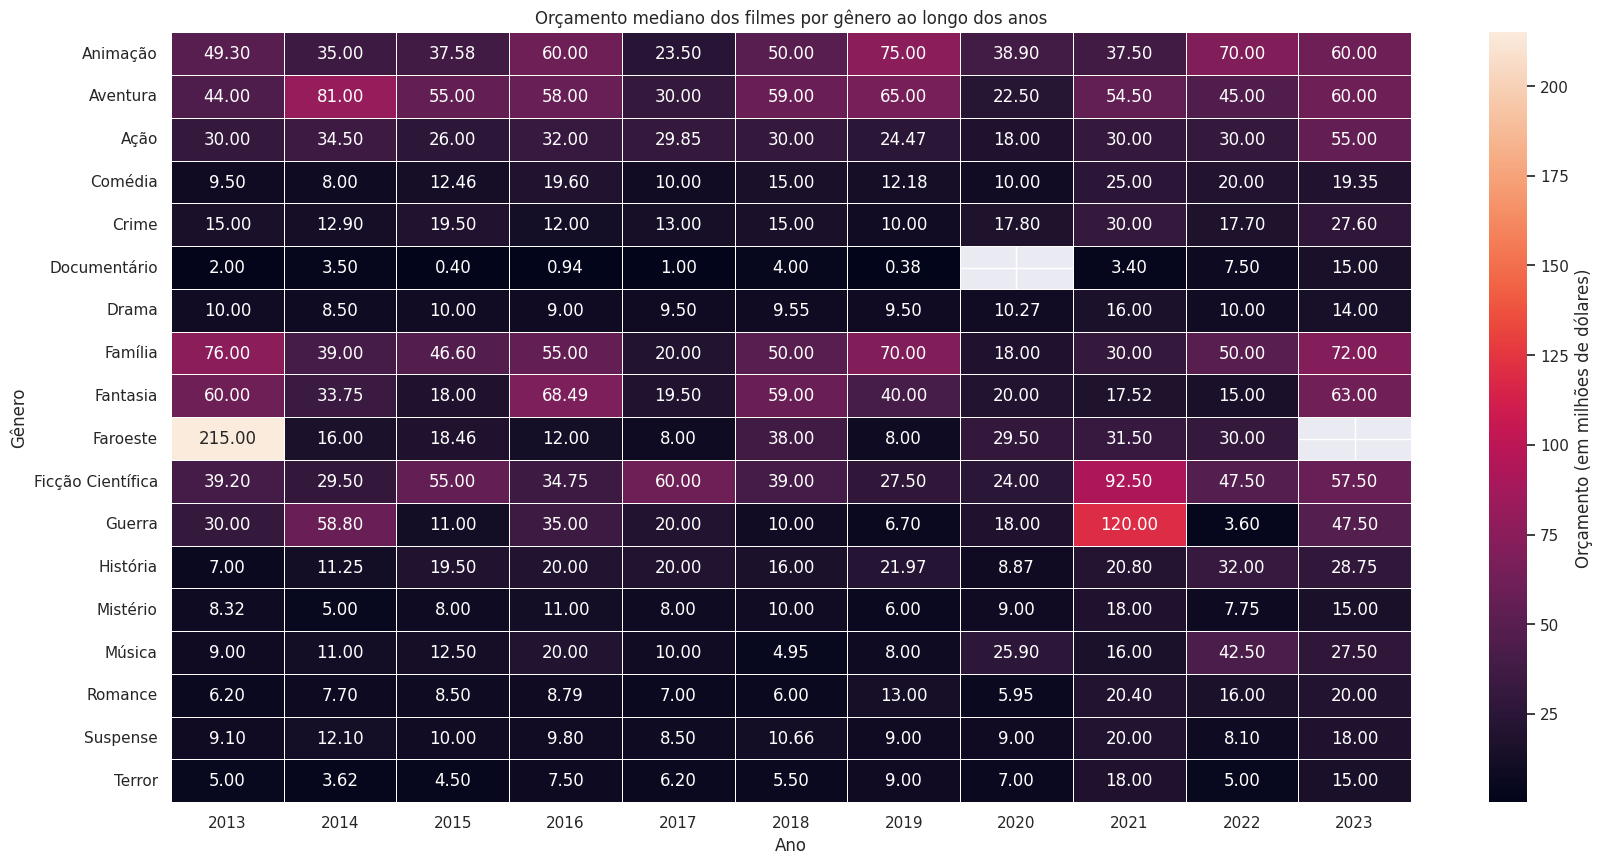 Orçamento mediano dos filmes por gênero ao longo dos anos
Animação 49.30 35.00 37.58 60.00 23.50 50.00 75.00 38.90 37.50 70.00 60.00
Aventura 44.00 81.00 55.00 58.00 30.00 59.00 65.00 22.50 54.50 45.00 60.00
Ação 30.00 34.50 26.00 32.00 29.85 30.00 24.47 18.00 30.00 30.00 55.00
Comédia 9.50 8.00 12.46 19.60 10.00 15.00 12.18 10.00 25.00 20.00 19.35
Crime 15.00 12.90 19.50 12.00 13.00 15.00 10.00 17.80 30.00 17.70 27.60
Documentário 2.00 3.50 0.40 0.94 1.00 4.00 0.38 3.40 7.50 15.00
Drama 10.00 8.50 10.00 9.00 9.50 9.55 9.50 10.27 16.00 10.00 14.00
Família 76.00 39.00 46.60 55.00 20.00 50.00 70.00 18.00 30.00 50.00 72.00
Fantasia 60.00 33.75 18.00 68.49 19.50 59.00 40.00 20.00 17.52 15.00 63.00
Faroeste 215.00 16.00 18.46 12.00 8.00 38.00 8.00 29.50 31.50 30.00
Ficção Científica 39.20 29.50 55.00 34.75 60.00 39.00 27.50 24.00 92.50 47.50 57.50
Guerra 30.00 58.80 11.00 35.00 20.00 10.00 6.70 18.00 120.00 3.60 47.50
História 7.00 11.25 19.50 20.00 20.00 16.00 21.97 8.87 20.80 32.00 28.75
Mistério 8.32 5.00 8.00 11.00 8.00 10.00 6.00 9.00 18.00 7.75 15.00
Música 9.00 11.00 12.50 20.00 10.00 4.95 8.00 25.90 16.00 42.50 27.50
Romance 6.20 7.70 8.50 8.79 7.00 6.00 13.00 5.95 20.40 16.00 20.00
Suspense 9.10 12.10 10.00 9.80 8.50 10.66 9.00 9.00 20.00 8.10 18.00
Terror 5.00 3.62 4.50 7.50 6.20 5.50 9.00 7.00 18.00 5.00 15.00
2013 2014 2015 2016 2017 2018 2019 2020 2021 2022 2023
Ano
Gênero
200
175
150
125
100
75
50
25
Orçamento (em milhões de dólares)